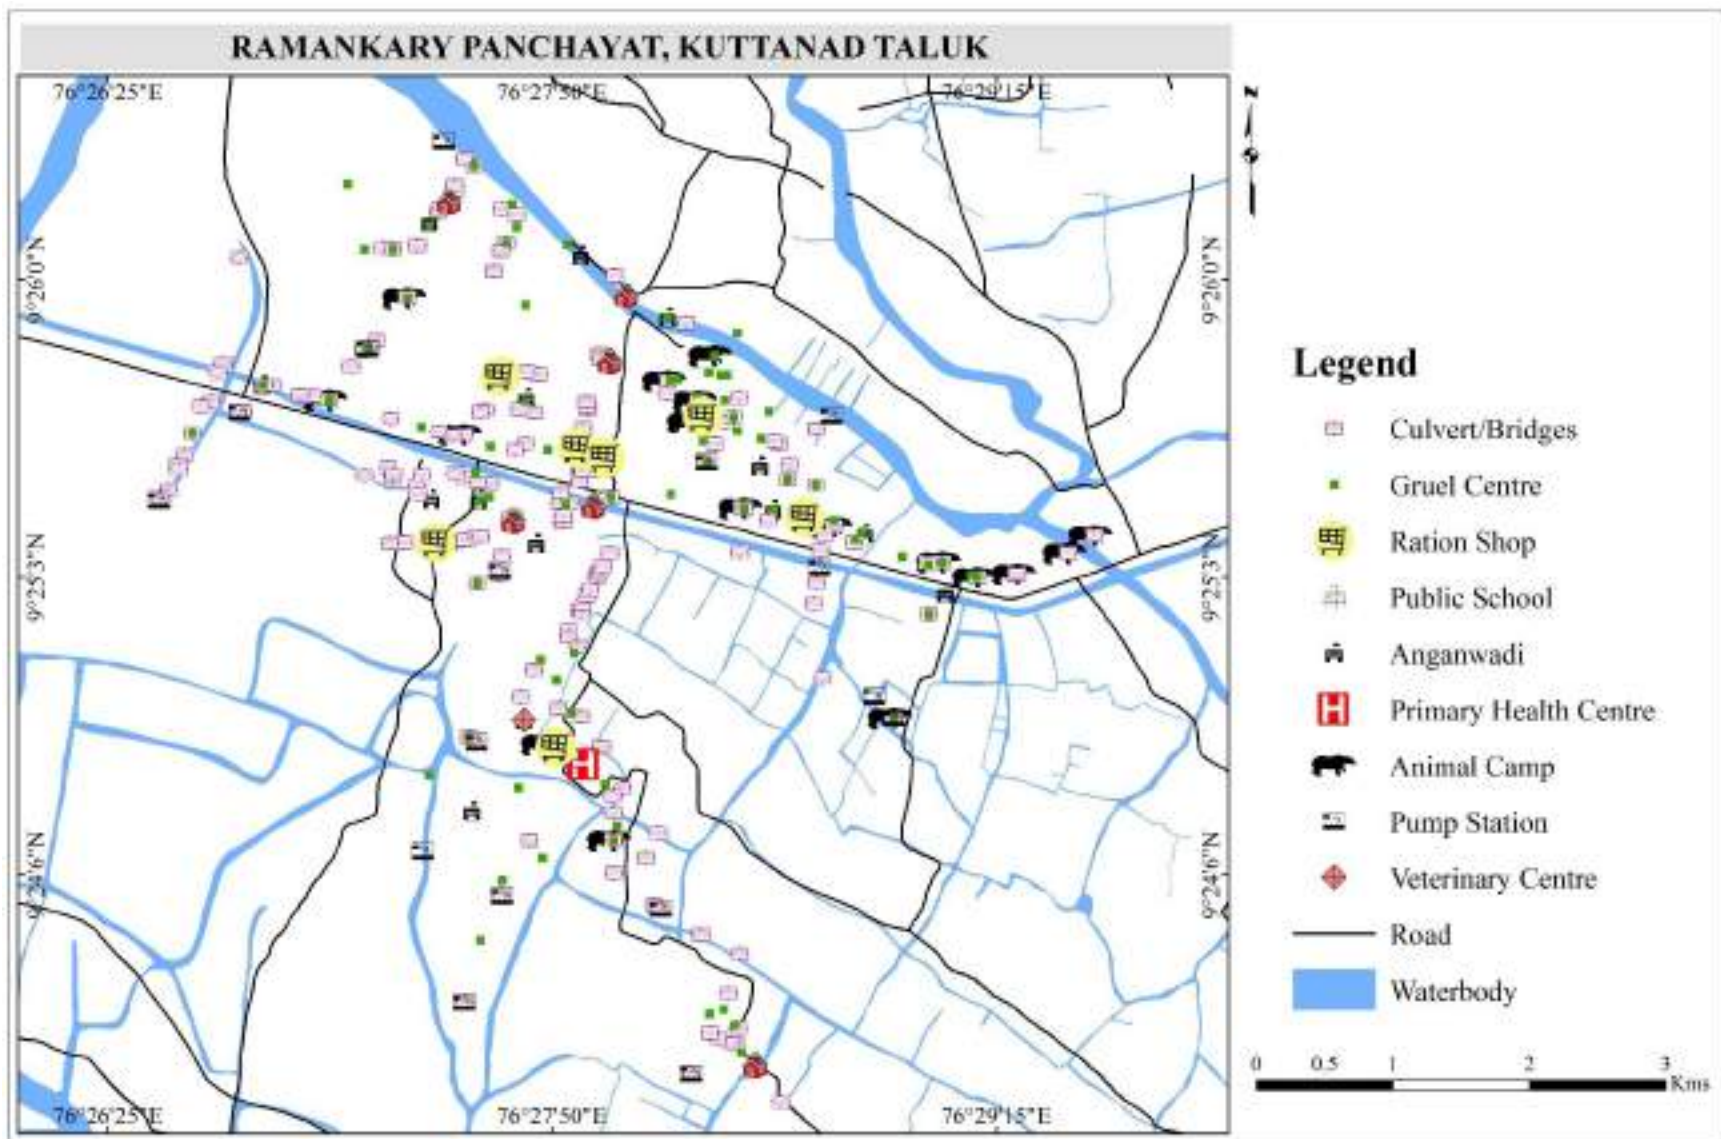 RAMANKARY PANCHAYAT, KUTTANAD TALUK
76°26'25"E
76°27'50"E
76°29'15"E
N
9°26'0"N
9°26'0"N
9°25'3"N
9°25'3"N
9°24'6"N
9°24'6"N
76°26'25"E
76°27'50"E
76°29'15"E
Legend
Culvert/Bridges
Gruel Centre
Ration Shop
Public School
Anganwadi
H
Primary Health Centre
Animal Camp
Pump Station
Veterinary Centre
Road
Waterbody
0 0.5 1 2 3
Kms